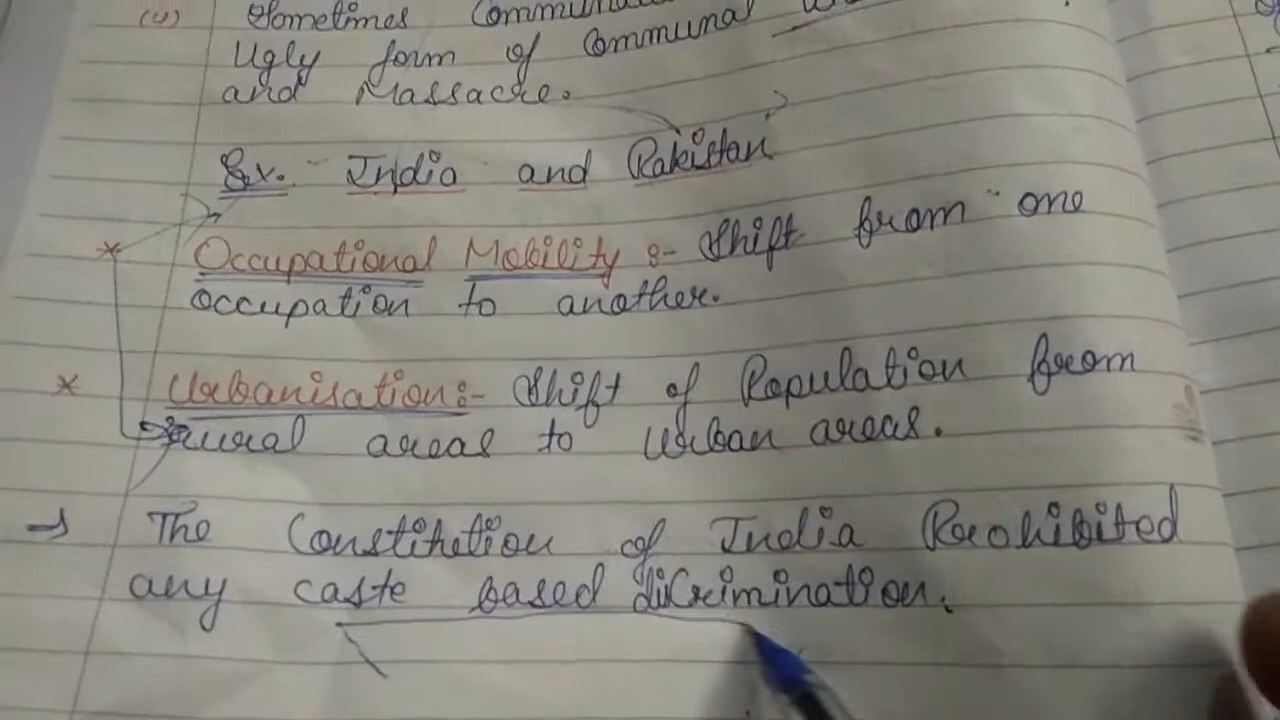 (4) Sometimes
Ugly form of Communal
and Massacre.
Ex:- India and Pakistan
* Occupational Mobility :- Shift from one
occupation to another.
* Urbanisation:- Shift of Population from
rural areas to urban areas.
→ The Constitution of India Prohibited
any caste based discrimination.